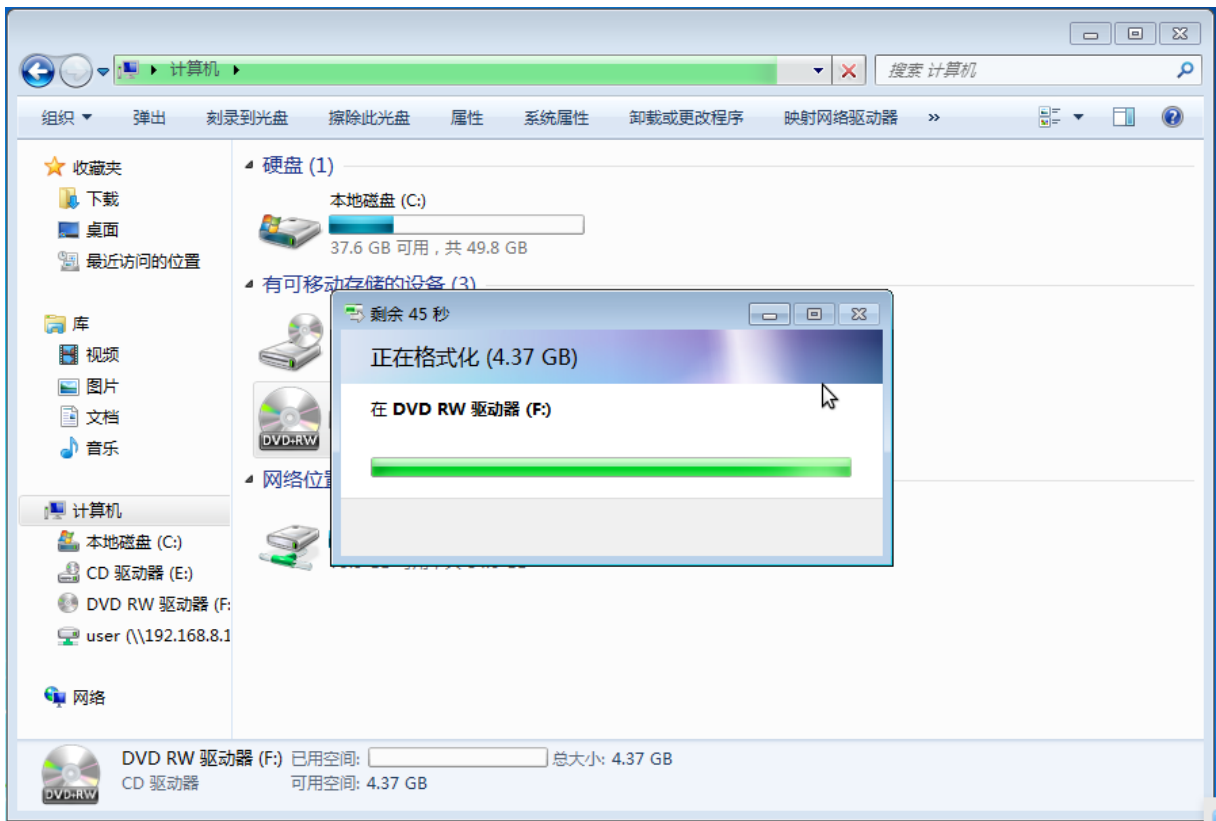 计算机
搜索 计算机
组织 弹出 刻录到光盘 擦除此光盘 属性 系统属性 卸载或更改程序 映射网络驱动器 »
收藏夹
下载
桌面
最近访问的位置
库
视频
图片
文档
音乐
计算机
本地磁盘 (C:)
CD 驱动器 (E:)
DVD RW 驱动器 (F:
user (\\192.168.8.1
网络
硬盘 (1)
本地磁盘 (C:)
37.6 GB 可用,共 49.8 GB
有可移动存储的设备 (3)
DVD+RW
网络位
剩余 45 秒
正在格式化 (4.37 GB)
在 DVD RW 驱动器 (F:)
DVD RW 驱动器 (F:) 已用空间: 总大小: 4.37 GB
CD 驱动器 可用空间: 4.37 GB
DVD+RW